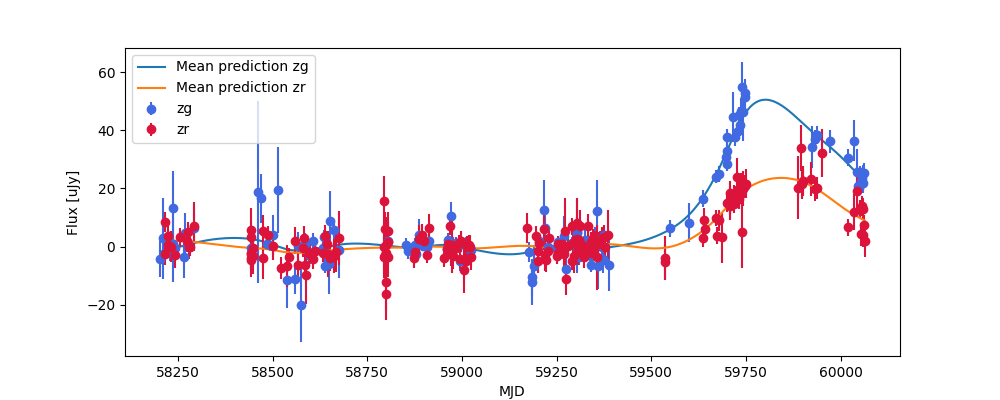 Mean prediction zg
Mean prediction zr
zg
zr
60
40
20
0
−20
Flux [uJy]
58250 58500 58750 59000 59250 59500 59750 60000
MJD